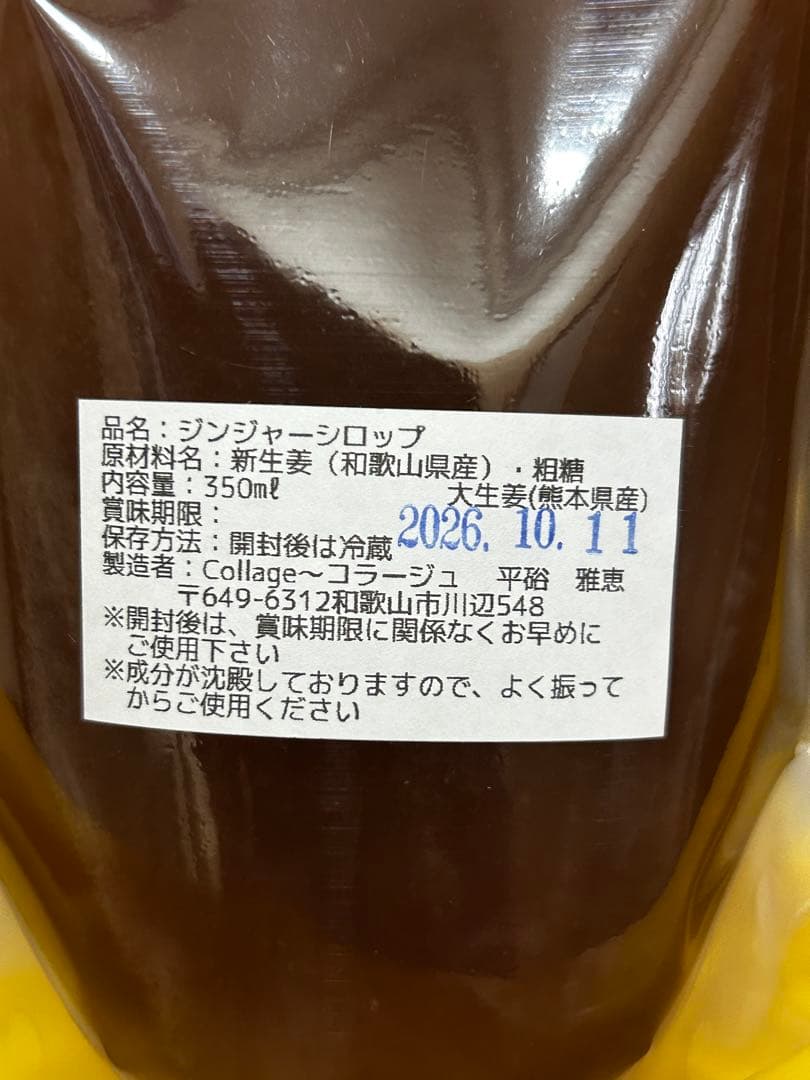 品名：ジンジャーシロップ
原材料名：新生姜（和歌山県産）・粗糖
大生姜(熊本県産)
内容量：350㎖
賞味期限：2026. 10. 11
保存方法：開封後は冷蔵
製造者：Collage～コラージュ　平硲　雅恵
〒649-6312和歌山市川辺548
※開封後は、賞味期限に関係なくお早めに
ご使用下さい
※成分が沈殿しておりますので、よく振って
からご使用ください